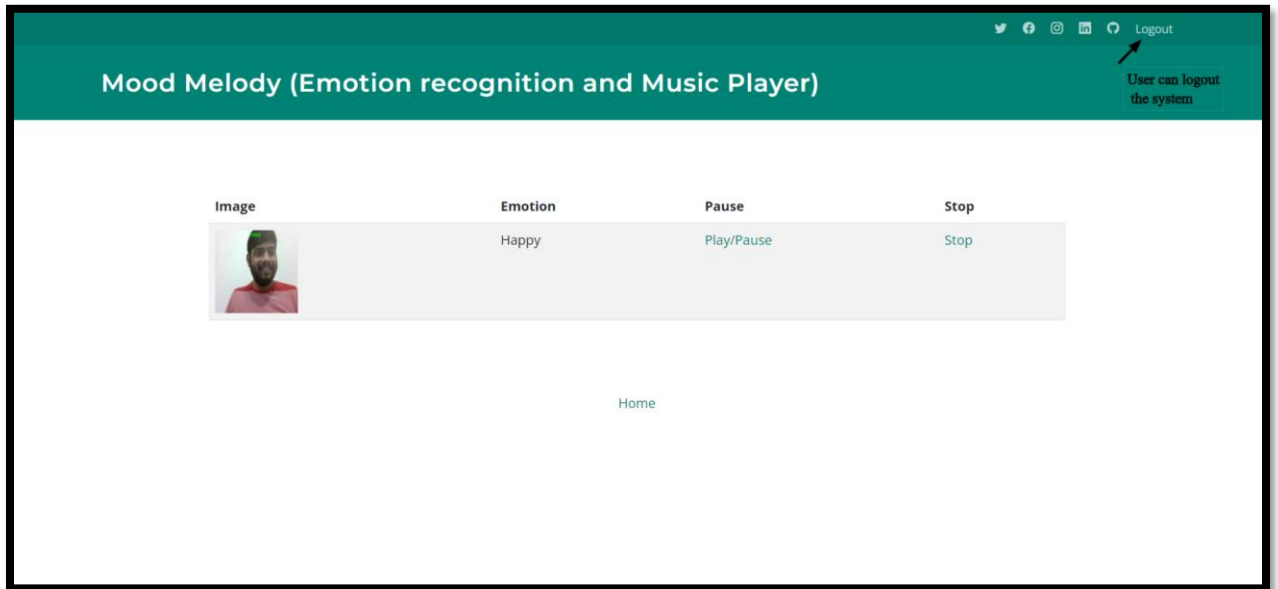 Logout
Mood Melody (Emotion recognition and Music Player)
User can logout
the system
Image Emotion Pause Stop
Happy Play/Pause Stop
Home